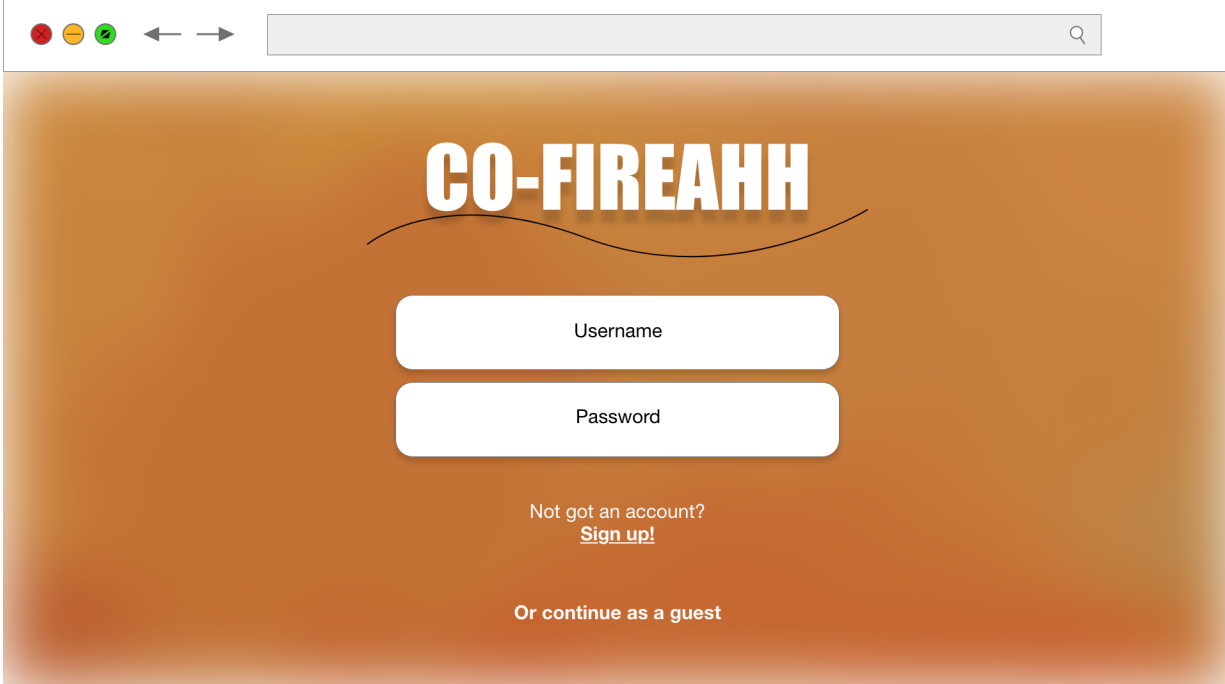 CO-FIREAHH
Username
Password
Not got an account?
Sign up!
Or continue as a guest